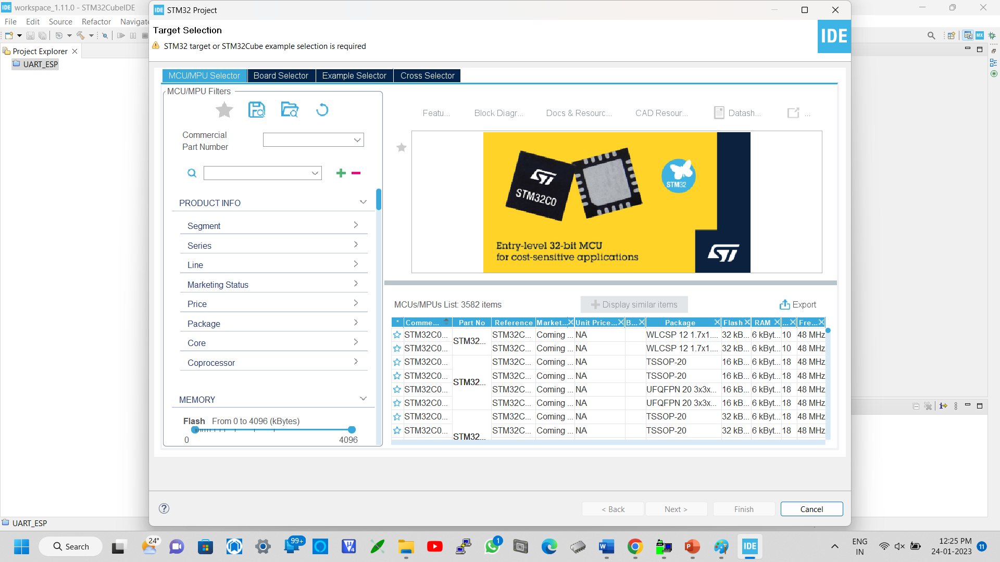 IDE workspace_1.11.0 - STM32CubeIDE
File Edit Source Refactor Navigate
Project Explorer
UART_ESP
IDE STM32 Project
Target Selection
STM32 target or STM32Cube example selection is required
IDE
MX
MCU/MPU Selector Board Selector Example Selector Cross Selector
MCU/MPU Filters
Commercial
Part Number
PRODUCT INFO
Segment
Series
Line
Marketing Status
Price
Package
Core
Coprocessor
MEMORY
Flash From 0 to 4096 (kBytes)
0 4096
Featu... Block Diagr... Docs & Resourc... CAD Resour... Datash... ...
ST
STM32C0
STM32
Entry-level 32-bit MCU
for cost-sensitive applications
ST
MCUs/MPUs List: 3582 items Display similar items Export
* Comme... Part No Reference Market... Unit Price... B... Package Flash RAM ... Fre...
STM32C0... STM32... STM32C... Coming ... NA WLCSP 12 1.7x1.... 32 kB... 6 kByt... 10 48 MHz
STM32C0... STM32C... Coming ... NA WLCSP 12 1.7x1.... 32 kB... 6 kByt... 10 48 MHz
STM32C0... STM32... STM32C... Coming ... NA TSSOP-20 16 kB... 6 kByt... 18 48 MHz
STM32C0... STM32C... Coming ... NA TSSOP-20 16 kB... 6 kByt... 18 48 MHz
STM32C0... STM32C... Coming ... NA UFQFPN 20 3x3x... 16 kB... 6 kByt... 18 48 MHz
STM32C0... STM32C... Coming ... NA UFQFPN 20 3x3x... 16 kB... 6 kByt... 18 48 MHz
STM32C0... STM32... STM32C... Coming ... NA TSSOP-20 32 kB... 6 kByt... 18 48 MHz
STM32C0... STM32C... Coming ... NA TSSOP-20 32 kB... 6 kByt... 18 48 MHz
< Back Next > Finish Cancel
UART_ESP
Search 24° 99+ 1 W P IDE ENG
IN 12:25 PM
24-01-2023 11